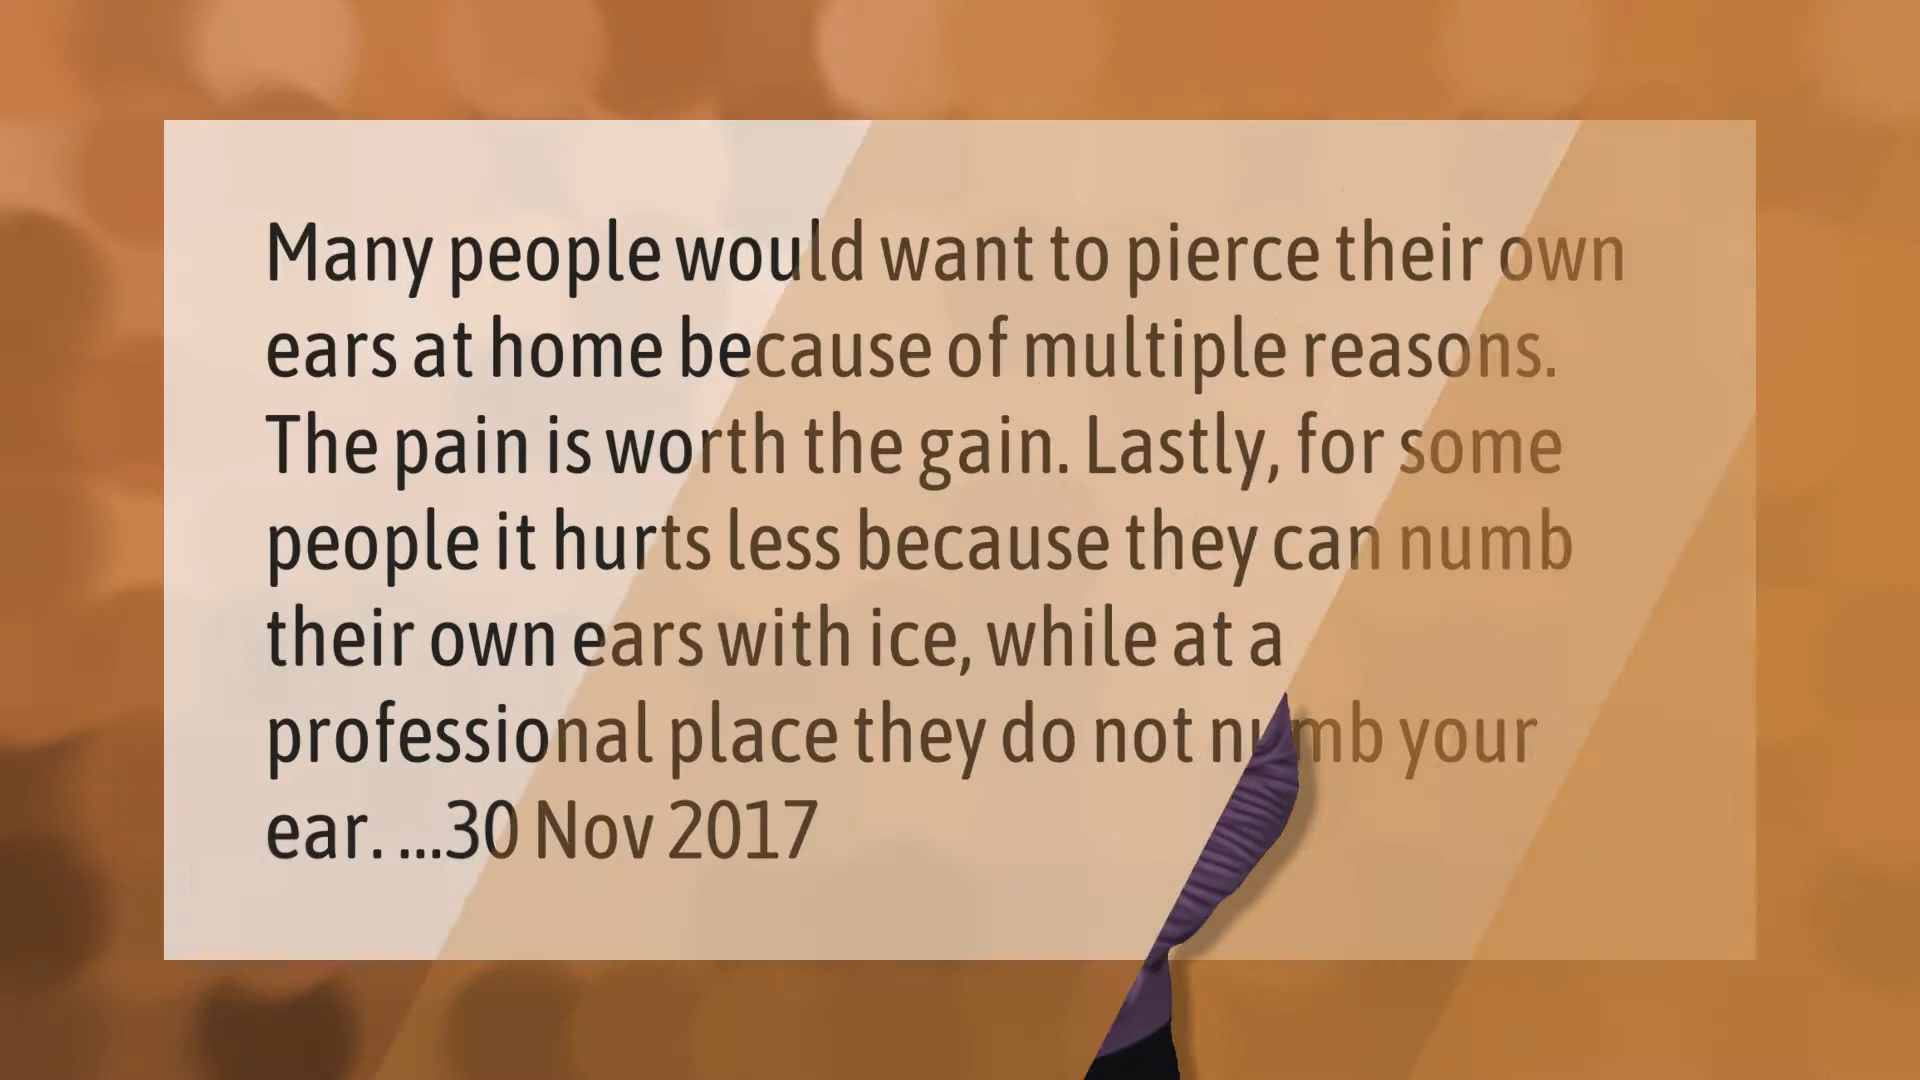 Many people would want to pierce their own
ears at home because of multiple reasons.
The pain is worth the gain. Lastly, for some
people it hurts less because they can numb
their own ears with ice, while at a
professional place they do not numb your
ear. ...30 Nov 2017